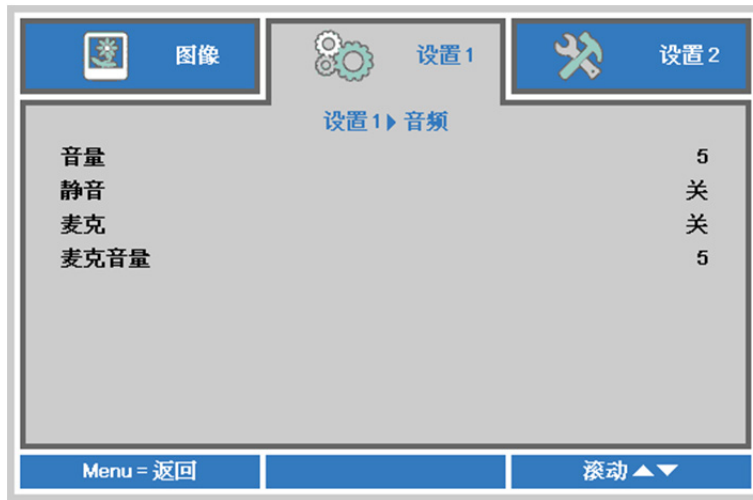 图像 设置1 设置2
设置1▶音频
音量 5
静音 关
麦克 关
麦克音量 5
Menu = 返回 滚动▲▼